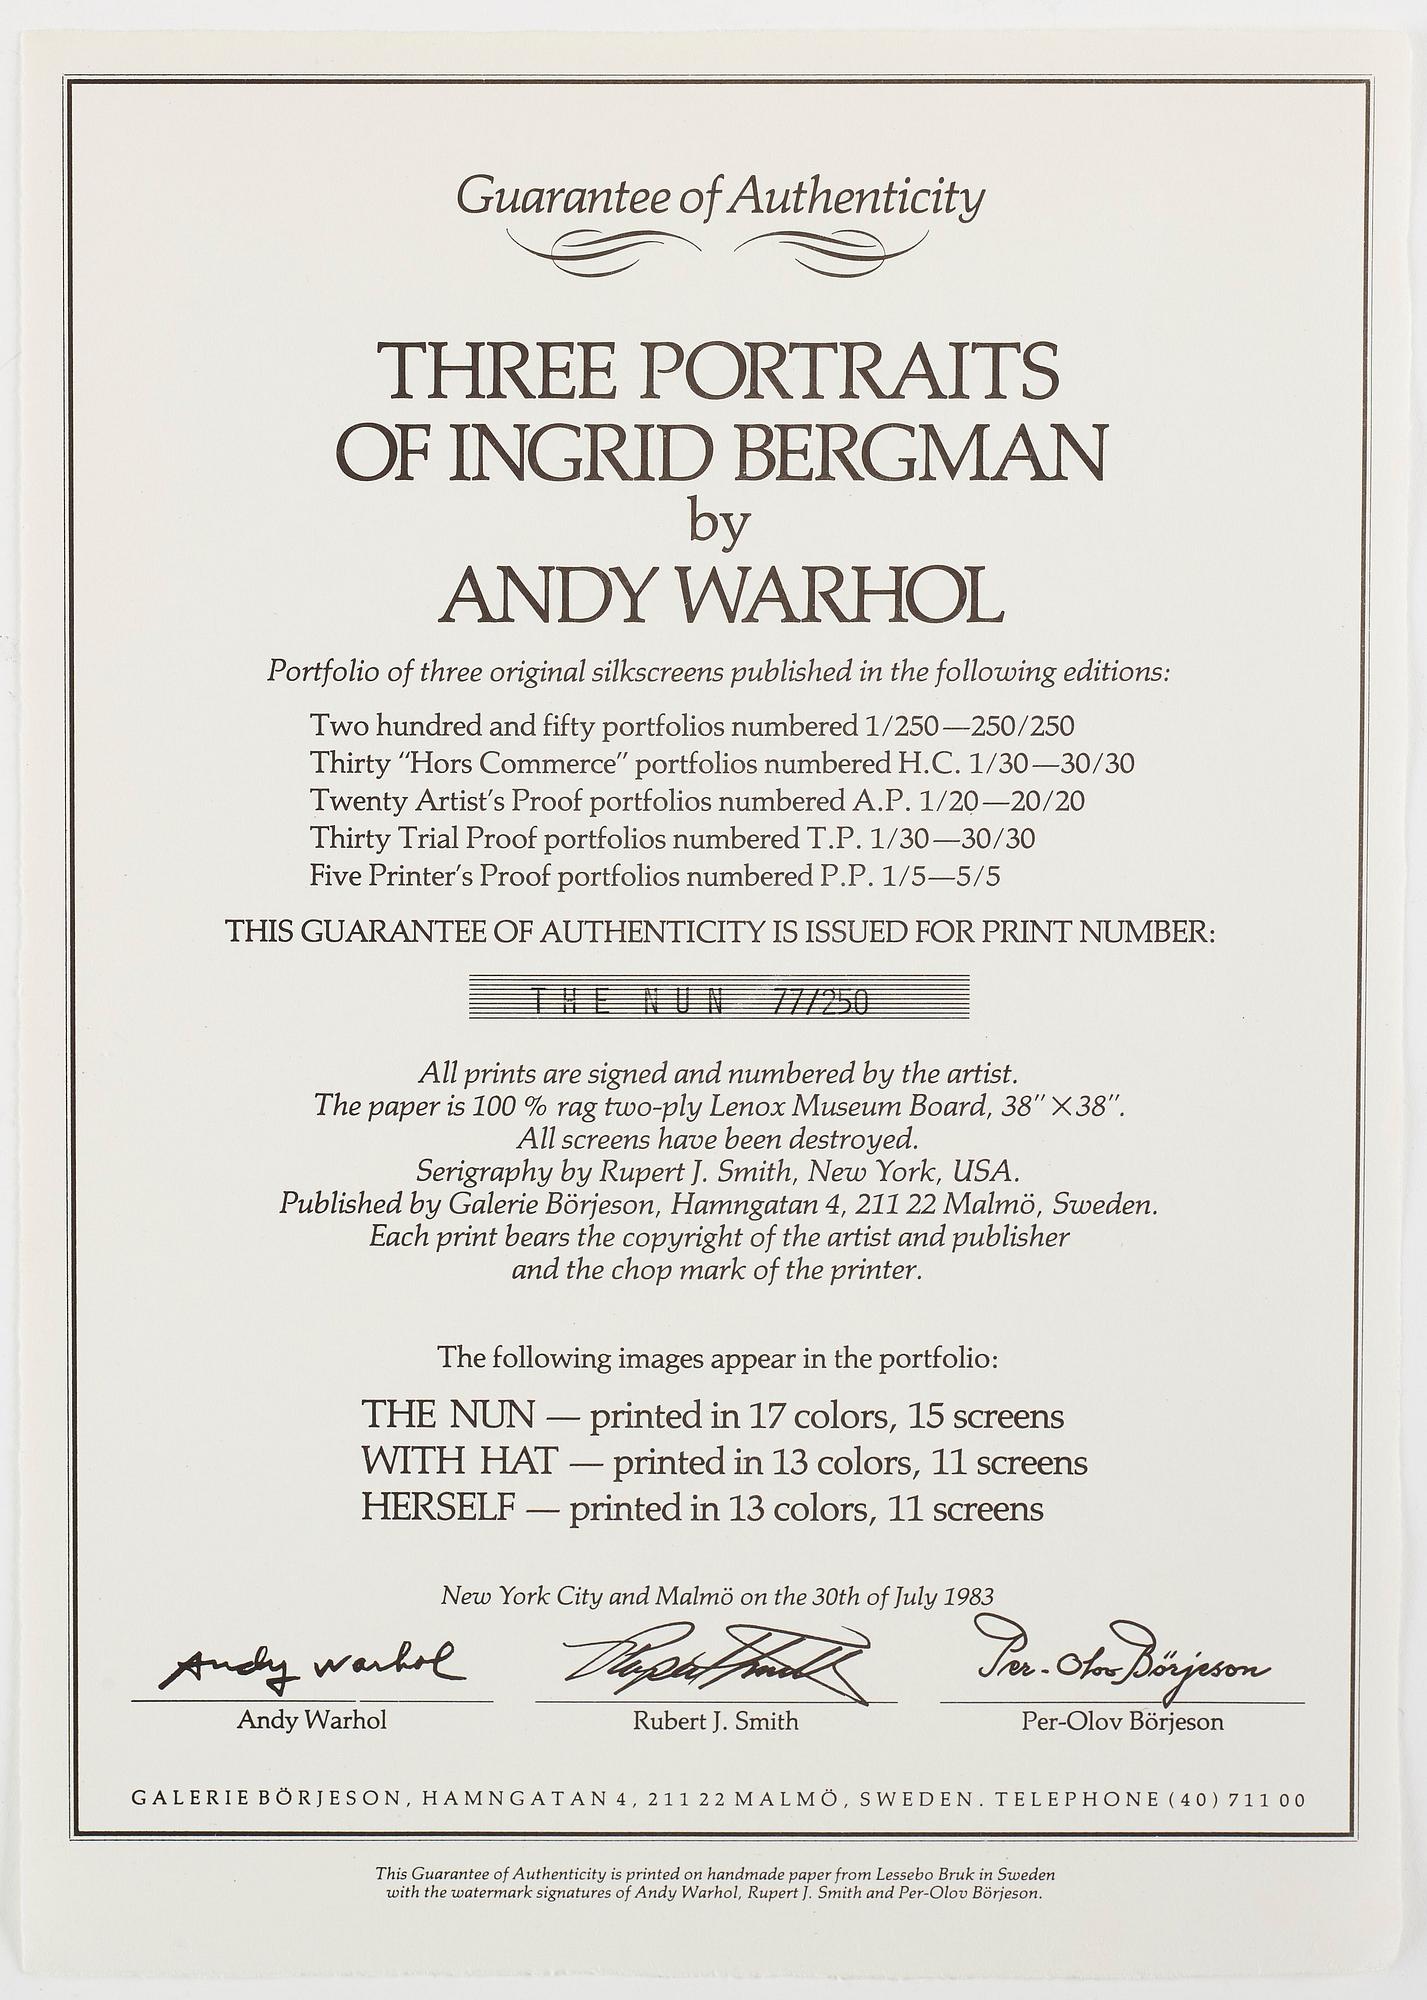 Guarantee of Authenticity
THREE PORTRAITS
OF INGRID BERGMAN
by
ANDY WARHOL
Portfolio of three original silkscreens published in the following editions:
Two hundred and fifty portfolios numbered 1/250—250/250
Thirty “Hors Commerce” portfolios numbered H.C. 1/30—30/30
Twenty Artist’s Proof portfolios numbered A.P. 1/20—20/20
Thirty Trial Proof portfolios numbered T.P. 1/30—30/30
Five Printer’s Proof portfolios numbered P.P. 1/5—5/5
THIS GUARANTEE OF AUTHENTICITY IS ISSUED FOR PRINT NUMBER:
THE NUN 77/250
All prints are signed and numbered by the artist.
The paper is 100 % rag two-ply Lenox Museum Board, 38″×38″.
All screens have been destroyed.
Serigraphy by Rupert J. Smith, New York, USA.
Published by Galerie Börjeson, Hamngatan 4, 211 22 Malmö, Sweden.
Each print bears the copyright of the artist and publisher
and the chop mark of the printer.
The following images appear in the portfolio:
THE NUN — printed in 17 colors, 15 screens
WITH HAT — printed in 13 colors, 11 screens
HERSELF — printed in 13 colors, 11 screens
New York City and Malmö on the 30th of July 1983
Andy Warhol Rupert Smith Per-Olov Börjeson
Andy Warhol Rubert J. Smith Per-Olov Börjeson
GALERIE BÖRJESON, HAMNGATAN 4, 211 22 MALMÖ, SWEDEN. TELEPHONE (40) 711 00
This Guarantee of Authenticity is printed on handmade paper from Lessebo Bruk in Sweden
with the watermark signatures of Andy Warhol, Rupert J. Smith and Per-Olov Börjeson.